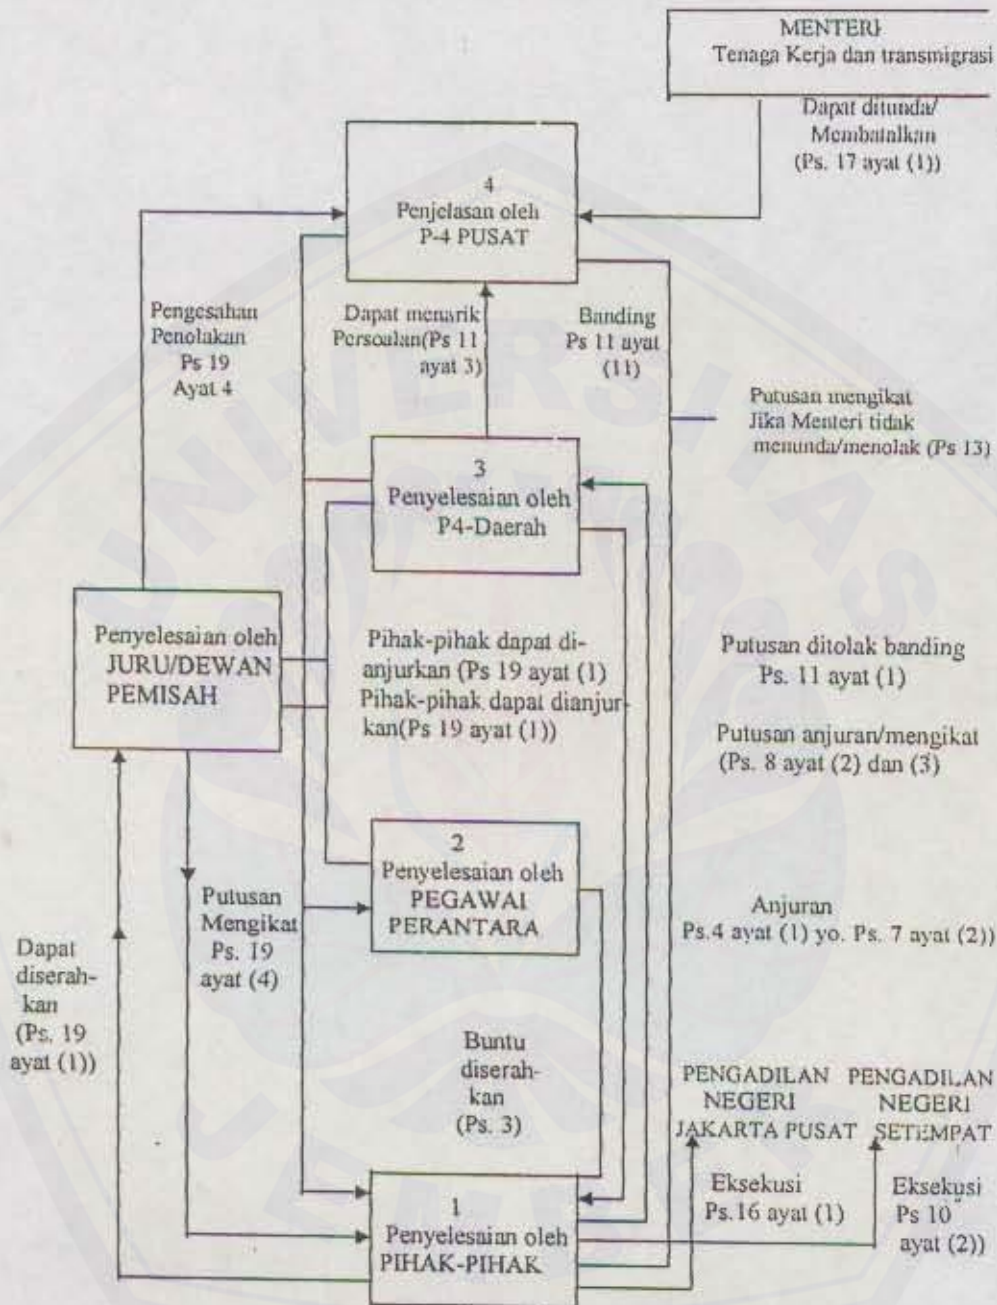 MENTERI
Tenaga Kerja dan transmigrasi
Dapat ditunda/
Membatalkan
(Ps. 17 ayat (1))
4
Penjelasan oleh
P-4 PUSAT
Pengesahan
Penolakan
Ps 19
Ayat 4
Dapat menarik
Persoalan(Ps 11
ayat 3)
Banding
Ps 11 ayat
(11)
Putusan mengikat
Jika Menteri tidak
menunda/menolak (Ps 13)
3
Penyelesaian oleh
P4-Daerah
Penyelesaian oleh
JURU/DEWAN
PEMISAH
Pihak-pihak dapat di-
anjurkan (Ps 19 ayat (1)
Pihak-pihak dapat dianjur-
kan(Ps 19 ayat (1))
Putusan ditolak banding
Ps. 11 ayat (1)
Putusan anjuran/mengikat
(Ps. 8 ayat (2) dan (3)
2
Penyelesaian oleh
PEGAWAI
PERANTARA
Putusan
Mengikat
Ps. 19
ayat (4)
Anjuran
Ps.4 ayat (1) yo. Ps. 7 ayat (2))
Dapat
diserah-
kan
(Ps. 19
ayat (1))
Buntu
diserah-
kan
(Ps. 3)
PENGADILAN
NEGERI
JAKARTA PUSAT
PENGADILAN
NEGERI
SETEMPAT
Eksekusi
Ps.16 ayat (1)
Eksekusi
Ps 10
ayat (2))
1
Penyelesaian oleh
PIHAK-PIHAK
UNIVERSITAS
JEMBER